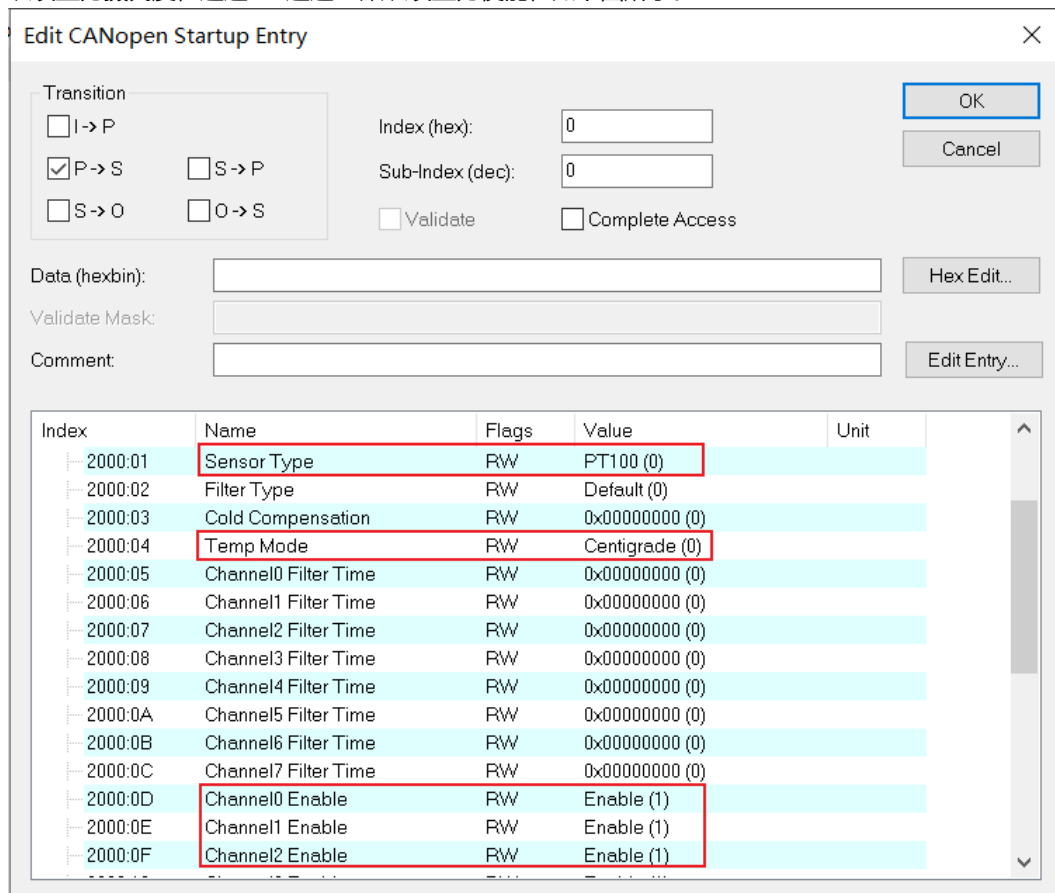 Edit CANopen Startup Entry
Transition
I -> P
P -> S
S -> P
S -> O
O -> S
Index (hex): 0
Sub-Index (dec): 0
Validate
Complete Access
OK
Cancel
Data (hexbin):
Hex Edit...
Validate Mask:
Comment:
Edit Entry...
Index Name Flags Value Unit
2000:01 Sensor Type RW PT100 (0)
2000:02 Filter Type RW Default (0)
2000:03 Cold Compensation RW 0x00000000 (0)
2000:04 Temp Mode RW Centigrade (0)
2000:05 Channel0 Filter Time RW 0x00000000 (0)
2000:06 Channel1 Filter Time RW 0x00000000 (0)
2000:07 Channel2 Filter Time RW 0x00000000 (0)
2000:08 Channel3 Filter Time RW 0x00000000 (0)
2000:09 Channel4 Filter Time RW 0x00000000 (0)
2000:0A Channel5 Filter Time RW 0x00000000 (0)
2000:0B Channel6 Filter Time RW 0x00000000 (0)
2000:0C Channel7 Filter Time RW 0x00000000 (0)
2000:0D Channel0 Enable RW Enable (1)
2000:0E Channel1 Enable RW Enable (1)
2000:0F Channel2 Enable RW Enable (1)